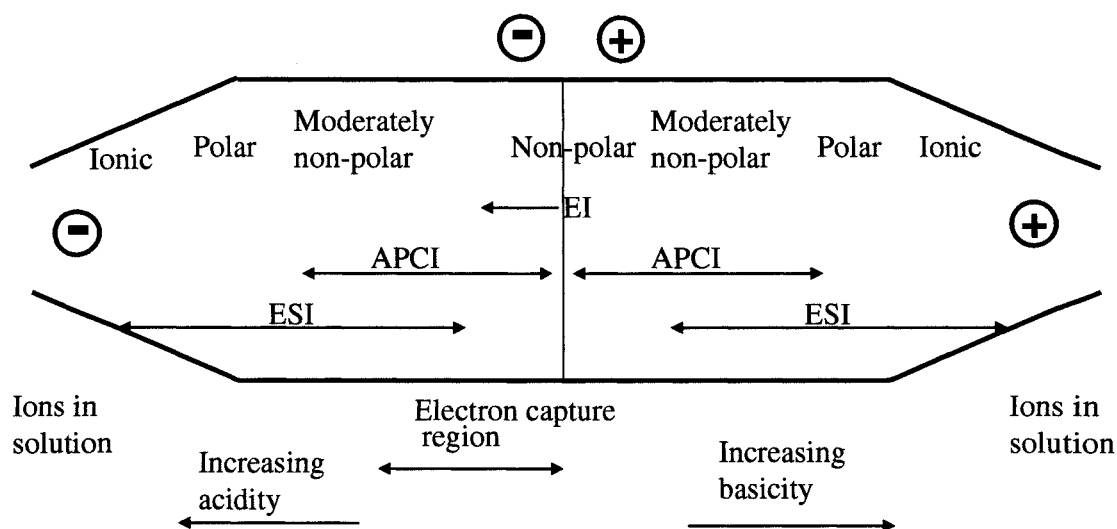 - +
Moderately
non-polar
Moderately
non-polar
Ionic
Polar
Non-polar
Polar
Ionic
EI
-
+
APCI
APCI
ESI
ESI
Ions in
solution
Electron capture
region
Ions in
solution
Increasing
acidity
Increasing
basicity